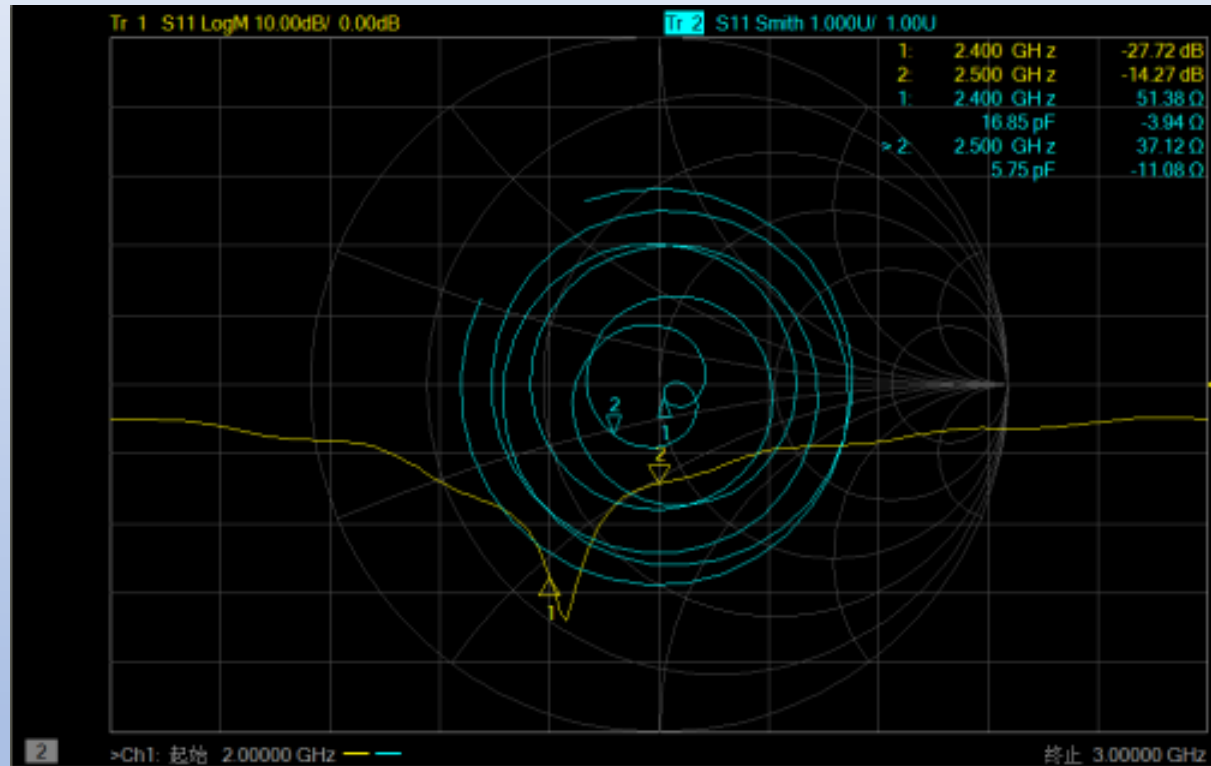 Tr 1 S11 LogM 10.00dB/ 0.00dB
Tr 2 S11 Smith 1.000U/ 1.00U
1: 2.400 GHz -27.72 dB
2: 2.500 GHz -14.27 dB
1: 2.400 GHz 51.38 Ω
16.85 pF -3.94 Ω
> 2: 2.500 GHz 37.12 Ω
5.75 pF -11.08 Ω
2
1
2
1
2
>Ch1: 起始 2.00000 GHz
终止 3.00000 GHz